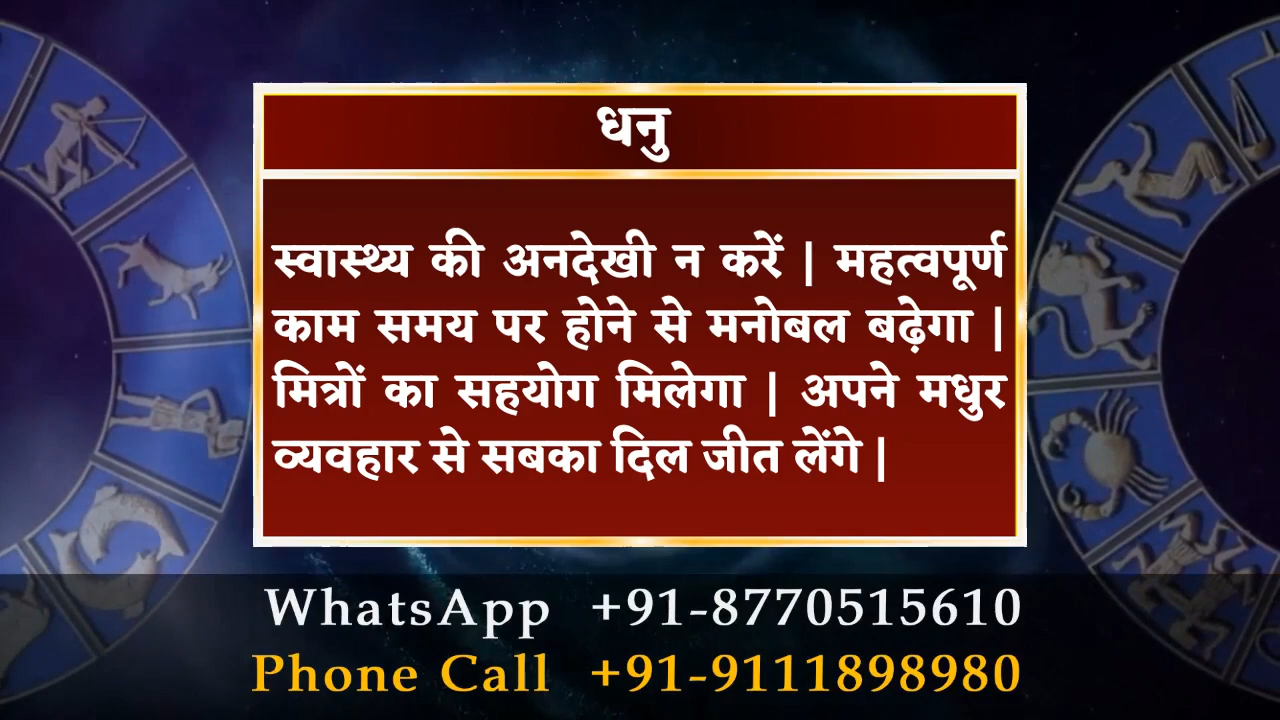 धनु
स्वास्थ्य की अनदेखी न करें | महत्वपूर्ण
काम समय पर होने से मनोबल बढ़ेगा |
मित्रों का सहयोग मिलेगा | अपने मधुर
व्यवहार से सबका दिल जीत लेंगे |
WhatsApp +91-8770515610
Phone Call +91-9111898980